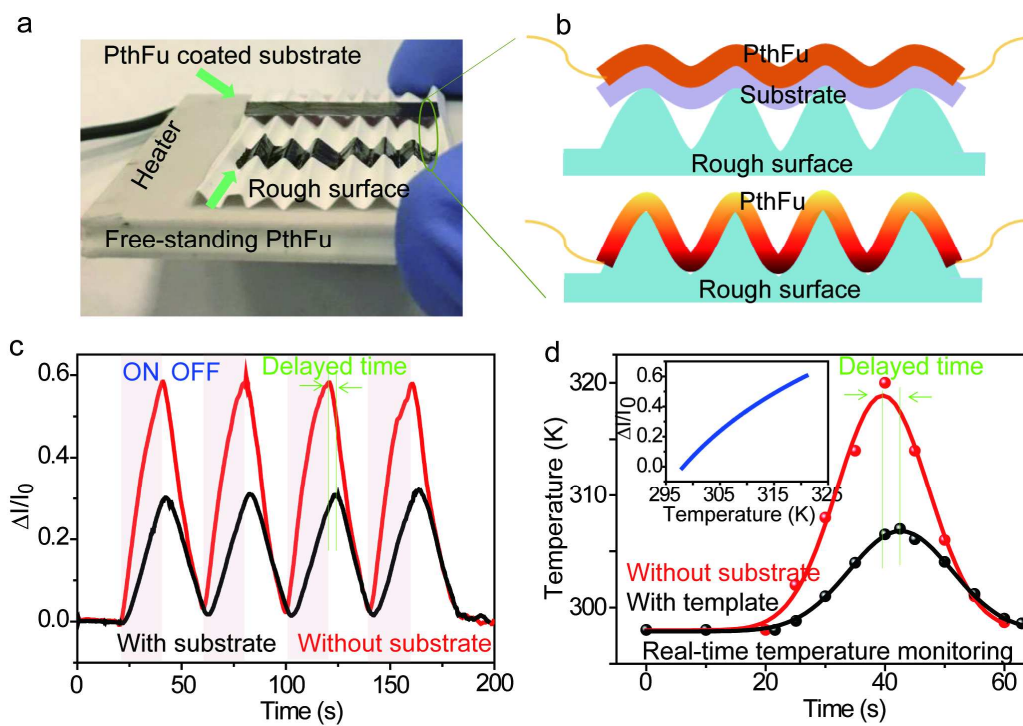 a
PthFu coated substrate
Heater
Rough surface
Free-standing PthFu
b
PthFu
Substrate
Rough surface
PthFu
Rough surface
c
ON OFF
Delayed time
0.6
0.4
0.2
0.0
ΔI/I0
With substrate
Without substrate
0
50
100
150
200
Time (s)
d
Delayed time
320
310
300
Temperature (K)
0.6
0.4
0.2
0.0
ΔI/I0
295
305
315
325
Temperature (K)
Without substrate
With template
Real-time temperature monitoring
0
20
40
60
Time (s)